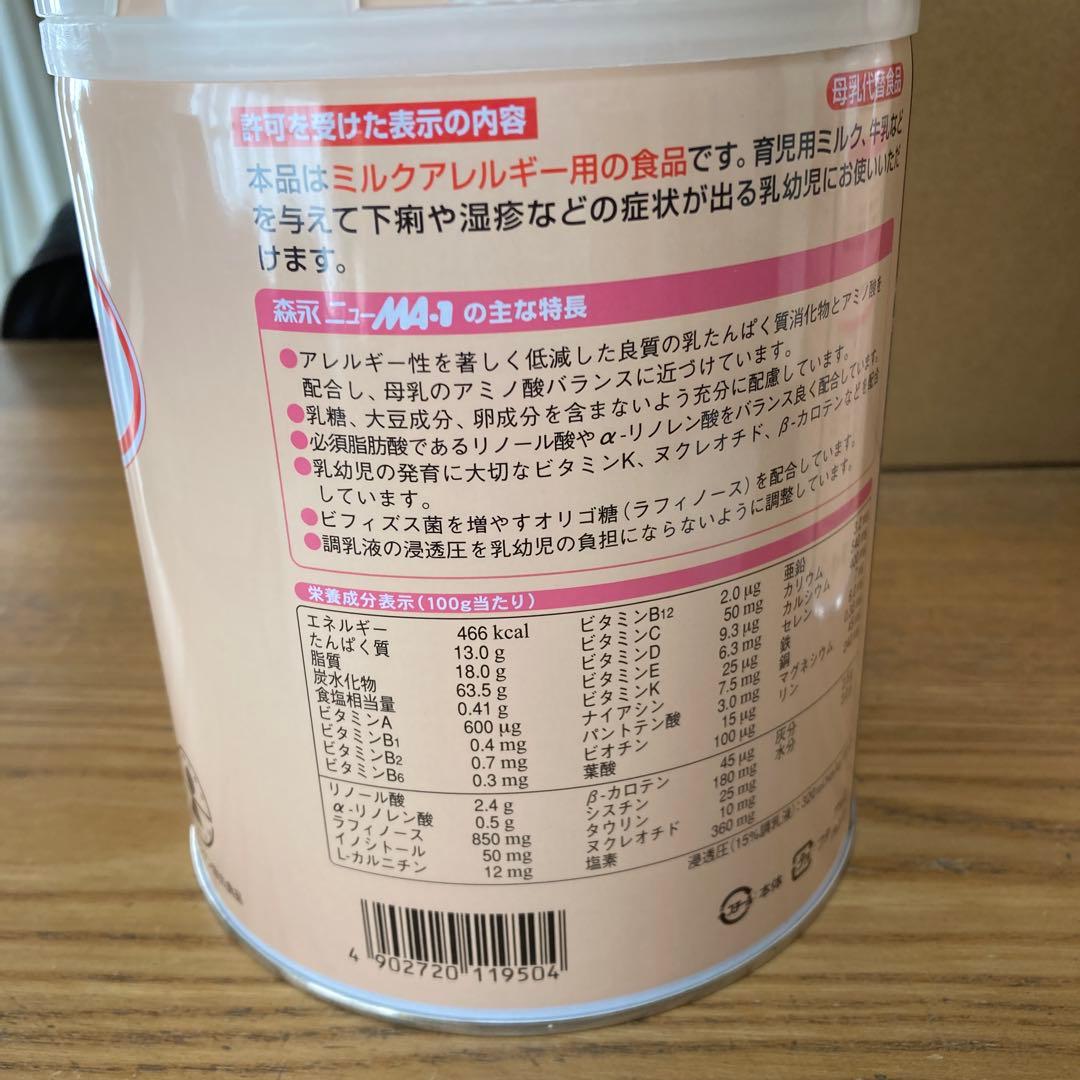 母乳代替食品
許可を受けた表示の内容
本品はミルクアレルギー用の食品です。育児用ミルク、牛乳など
を与えて下痢や湿疹などの症状が出る乳幼児にお使いいただ
けます。
森永ニューMA-1の主な特長
●アレルギー性を著しく低減した良質の乳たんぱく質消化物とアミノ酸を
配合し、母乳のアミノ酸バランスに近づけています。
●乳糖、大豆成分、卵成分を含まないよう充分に配慮しています。
●必須脂肪酸であるリノール酸やα-リノレン酸をバランス良く配合しています。
●乳幼児の発育に大切なビタミンK、ヌクレオチド、β-カロテンなどを配合
しています。
●ビフィズス菌を増やすオリゴ糖(ラフィノース)を配合しています。
●調乳液の浸透圧を乳幼児の負担にならないように調整しています。
栄養成分表示(100g当たり)
エネルギー 466 kcal
たんぱく質 13.0 g
脂質 18.0 g
炭水化物 63.5 g
食塩相当量 0.41 g
ビタミンA 600 μg
ビタミンB1 0.4 mg
ビタミンB2 0.7 mg
ビタミンB6 0.3 mg
ビタミンB12 2.0 μg
ビタミンC 50 mg
ビタミンD 9.3 μg
ビタミンE 6.3 mg
ビタミンK 25 μg
ナイアシン 7.5 mg
パントテン酸 3.0 mg
ビオチン 15 μg
葉酸 100 μg
亜鉛
カリウム
カルシウム
セレン
鉄
銅
マグネシウム
リン
リノール酸 2.4 g
α-リノレン酸 0.5 g
ラフィノース 850 mg
イノシトール 50 mg
L-カルニチン 12 mg
β-カロテン 45 μg
シスチン 180 mg
タウリン 25 mg
ヌクレオチド 10 mg
塩素 360 mg
灰分
水分
浸透圧(15%調乳液):
スチール 本体
4 902720 119504